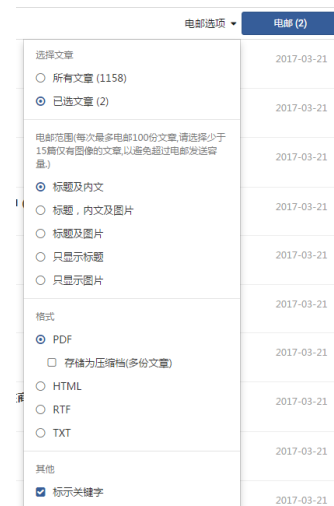 电邮选项
电邮 (2)
选择文章
所有文章 (1158)
已选文章 (2)
电邮范围(每次最多电邮100份文章,请选择少于
15篇仅有图像的文章,以避免超过电邮发送容
量.)
标题及内文
标题，内文及图片
标题及图片
只显示标题
只显示图片
格式
PDF
存储为压缩档(多份文章)
HTML
RTF
TXT
其他
标示关键字
2017-03-21
2017-03-21
2017-03-21
2017-03-21
2017-03-21
2017-03-21
2017-03-21
2017-03-21
2017-03-21
2017-03-21